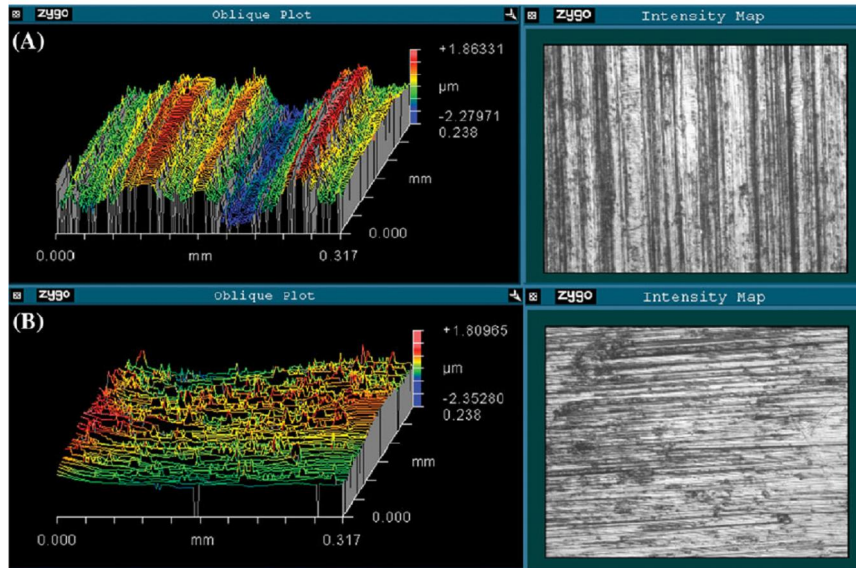 zygo Oblique Plot
(A)
+1.86331
µm
-2.27971
0.238
mm
0.000
0.000 mm 0.317
zygo Intensity Map
zygo Oblique Plot
(B)
+1.80965
µm
-2.35280
0.238
mm
0.000
0.000 mm 0.317
zygo Intensity Map